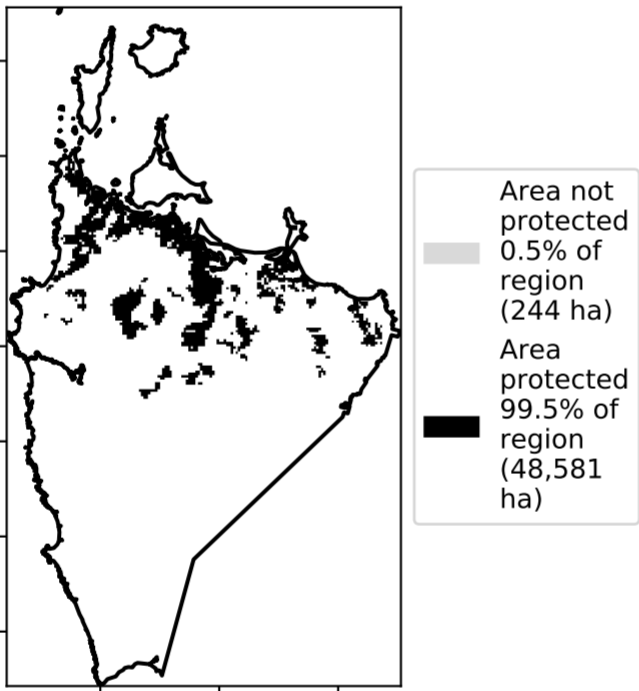 Area not
protected
0.5% of
region
(244 ha)
Area
protected
99.5% of
region
(48,581
ha)